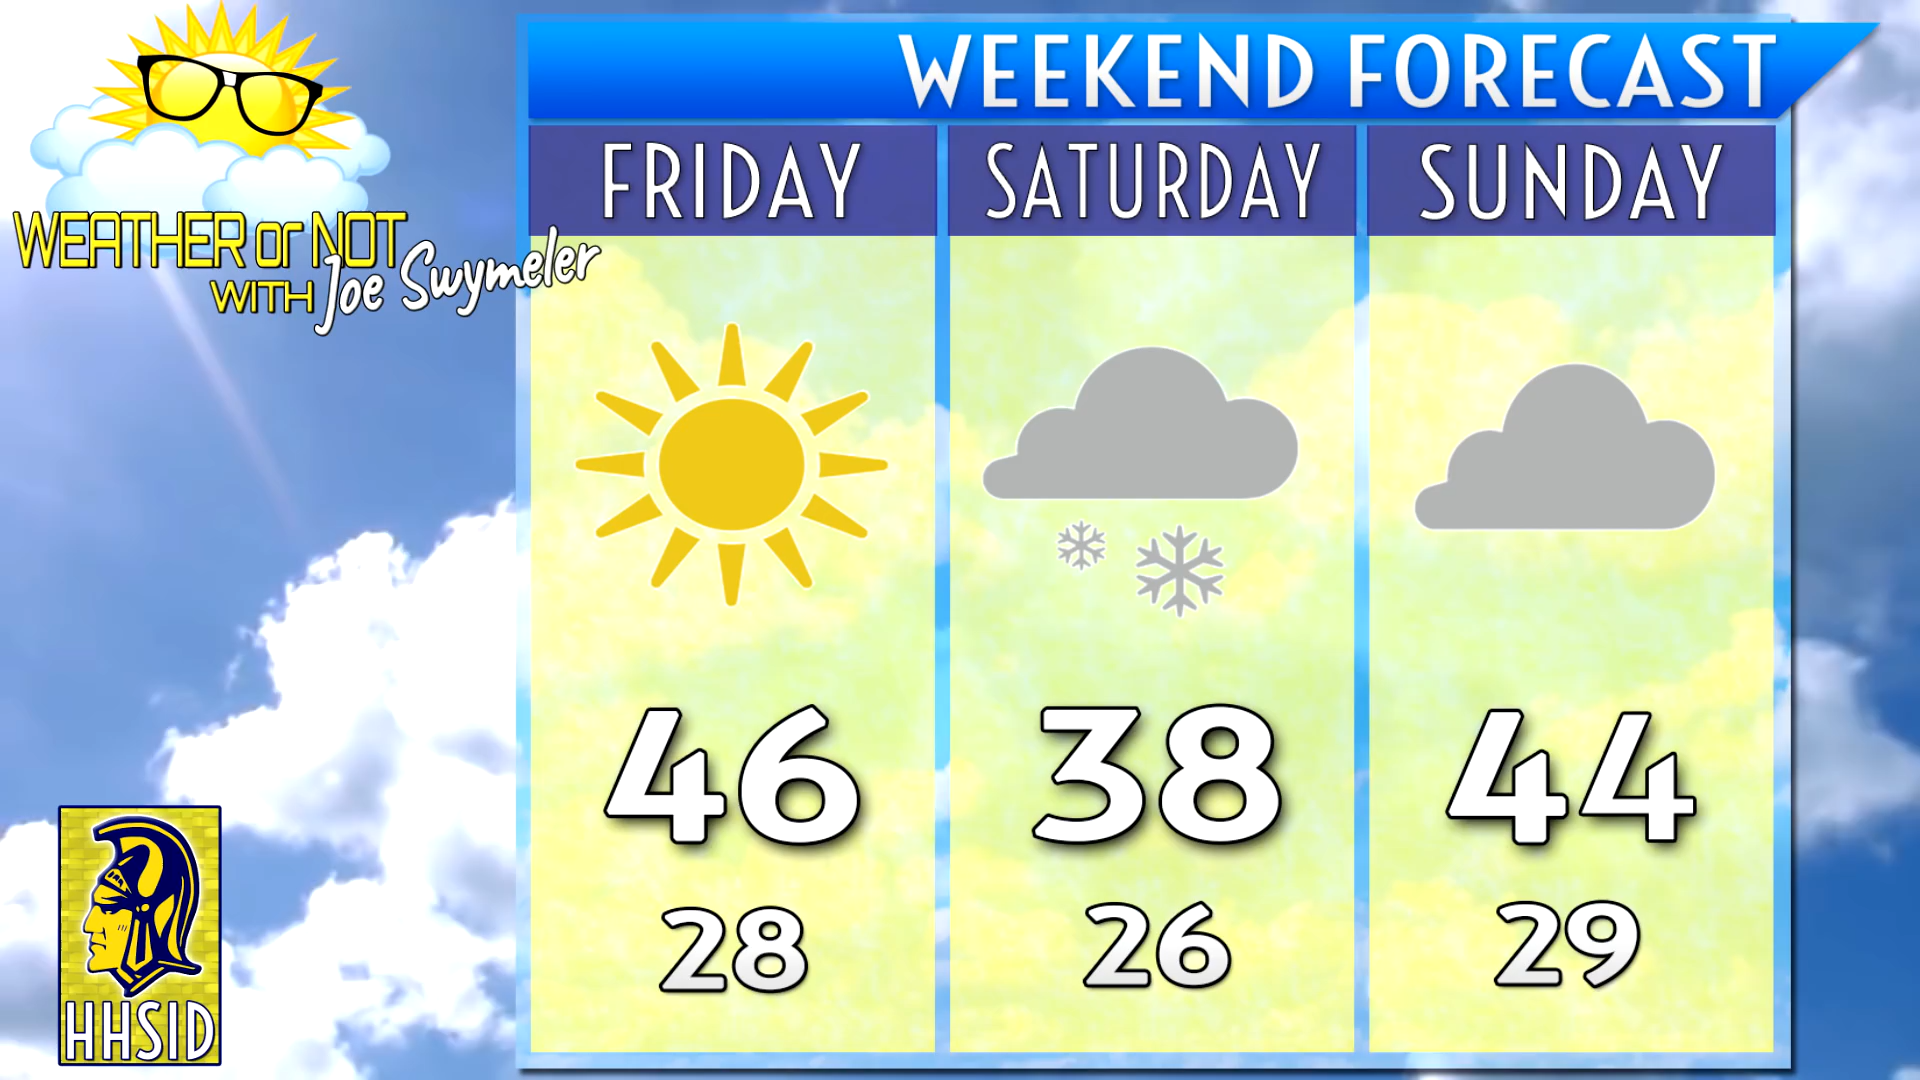 WEATHER or NOT
WITH Joe Swymeler
WEEKEND FORECAST
FRIDAY
46
28
SATURDAY
38
26
SUNDAY
44
29
HHSID